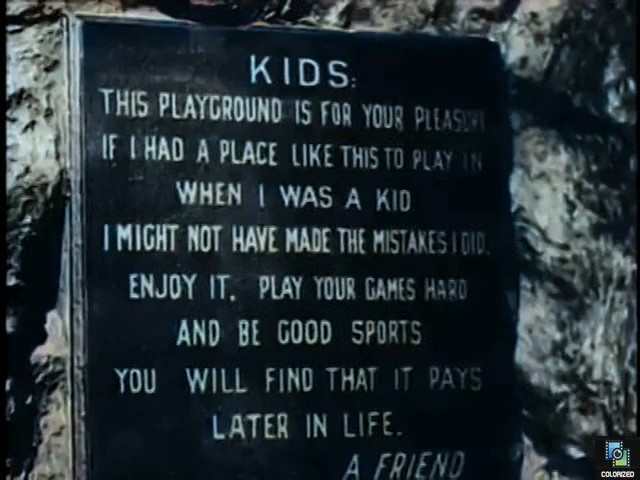 KIDS:
THIS PLAYGROUND IS FOR YOUR PLEASURE
IF I HAD A PLACE LIKE THIS TO PLAY IN
WHEN I WAS A KID
I MIGHT NOT HAVE MADE THE MISTAKES I DID.
ENJOY IT. PLAY YOUR GAMES HARD
AND BE GOOD SPORTS
YOU WILL FIND THAT IT PAYS
LATER IN LIFE.
A FRIEND
COLORIZED